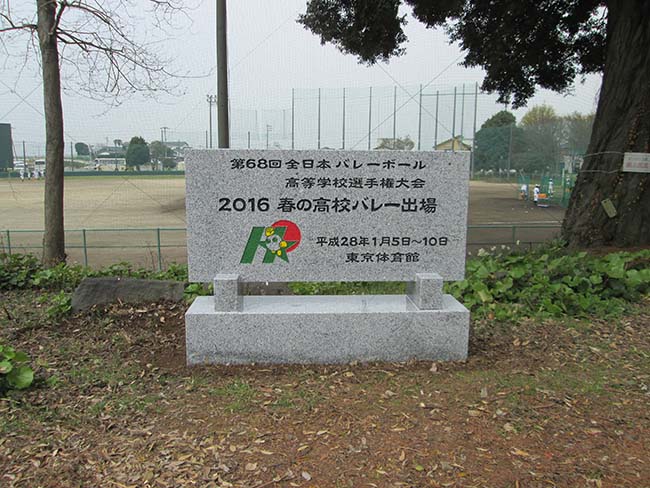 第68回 全日本 バレーボール
高等学校選手権大会
2016 春の高校バレー出場
平成28年1月5日〜10日
東京体育館